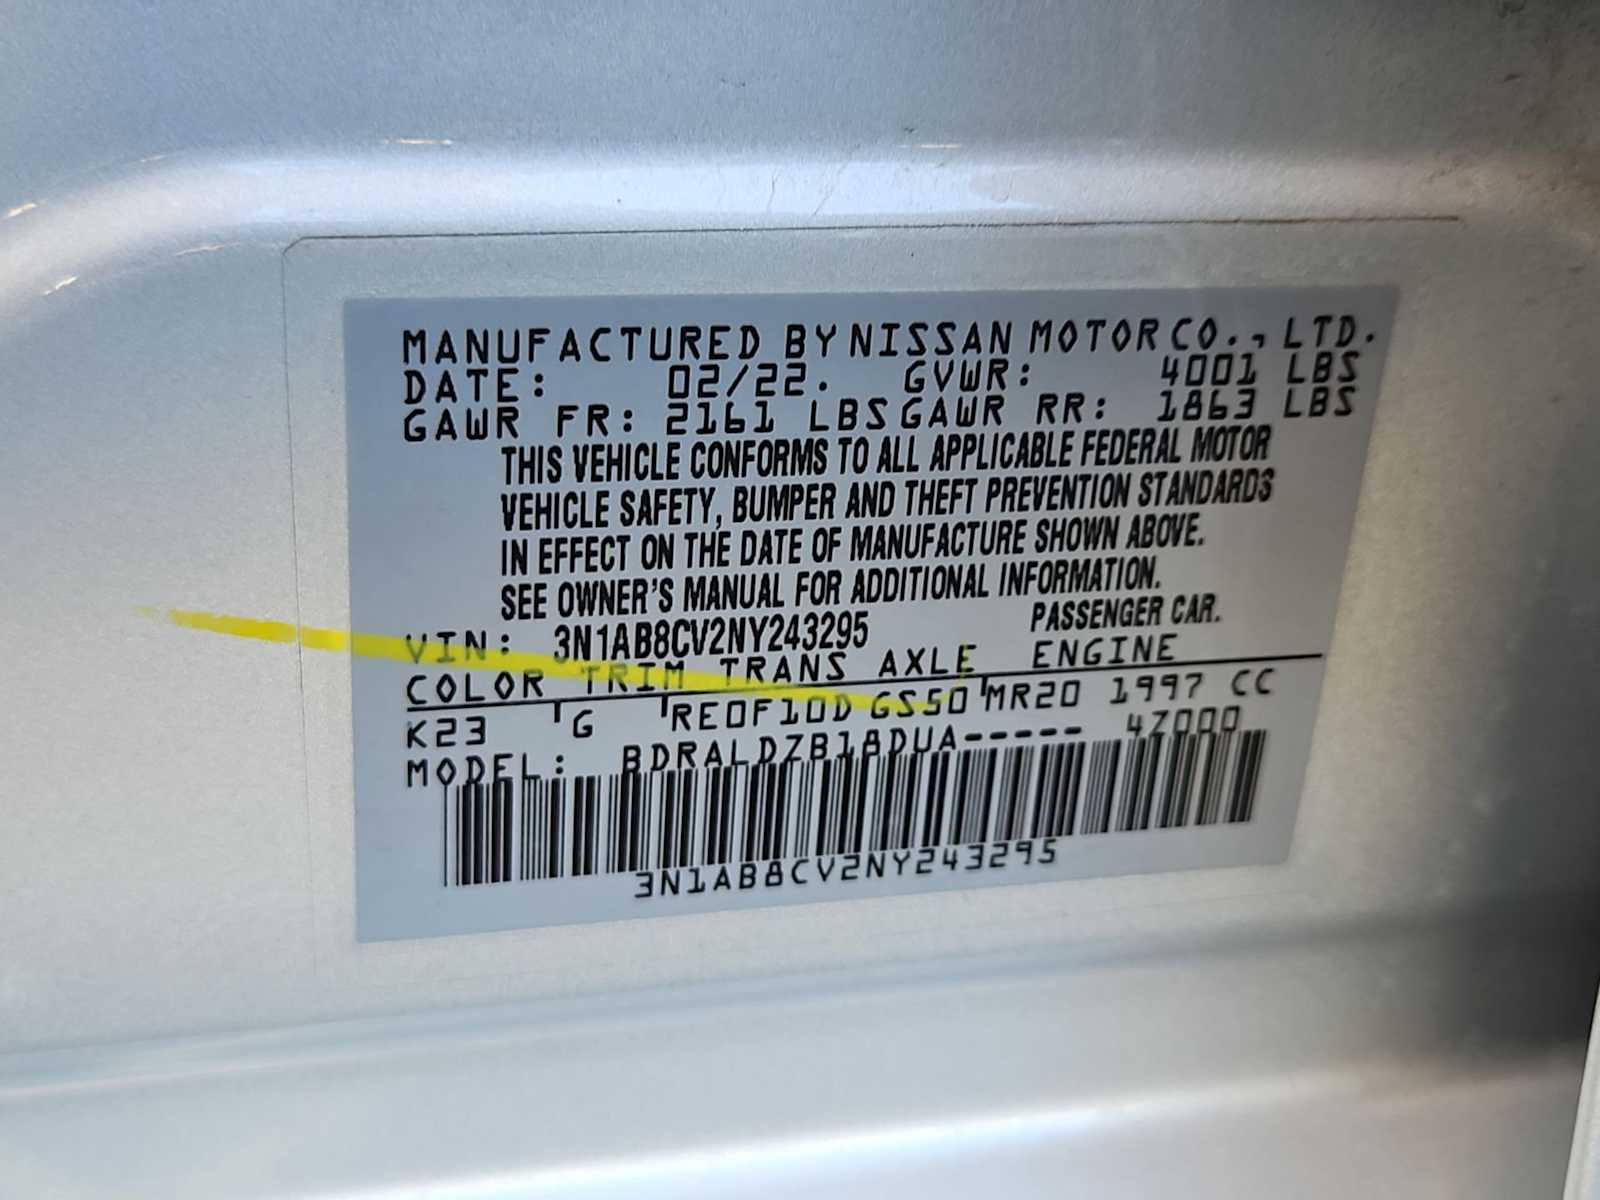 MANUFACTURED BY NISSAN MOTOR CO., LTD.
DATE: 02/22. GVWR: 4001 LBS
GAWR FR: 2161 LBS GAWR RR: 1863 LBS
THIS VEHICLE CONFORMS TO ALL APPLICABLE FEDERAL MOTOR
VEHICLE SAFETY, BUMPER AND THEFT PREVENTION STANDARDS
IN EFFECT ON THE DATE OF MANUFACTURE SHOWN ABOVE.
SEE OWNER'S MANUAL FOR ADDITIONAL INFORMATION.
VIN: 3N1AB8CV2NY243295 PASSENGER CAR.
COLOR TRIM TRANS AXLE ENGINE
K23 G RE0F10D GS50 MR20 1997 CC
MODEL: BDRALDZB18DUA----- 4Z000
3N1AB8CV2NY243295